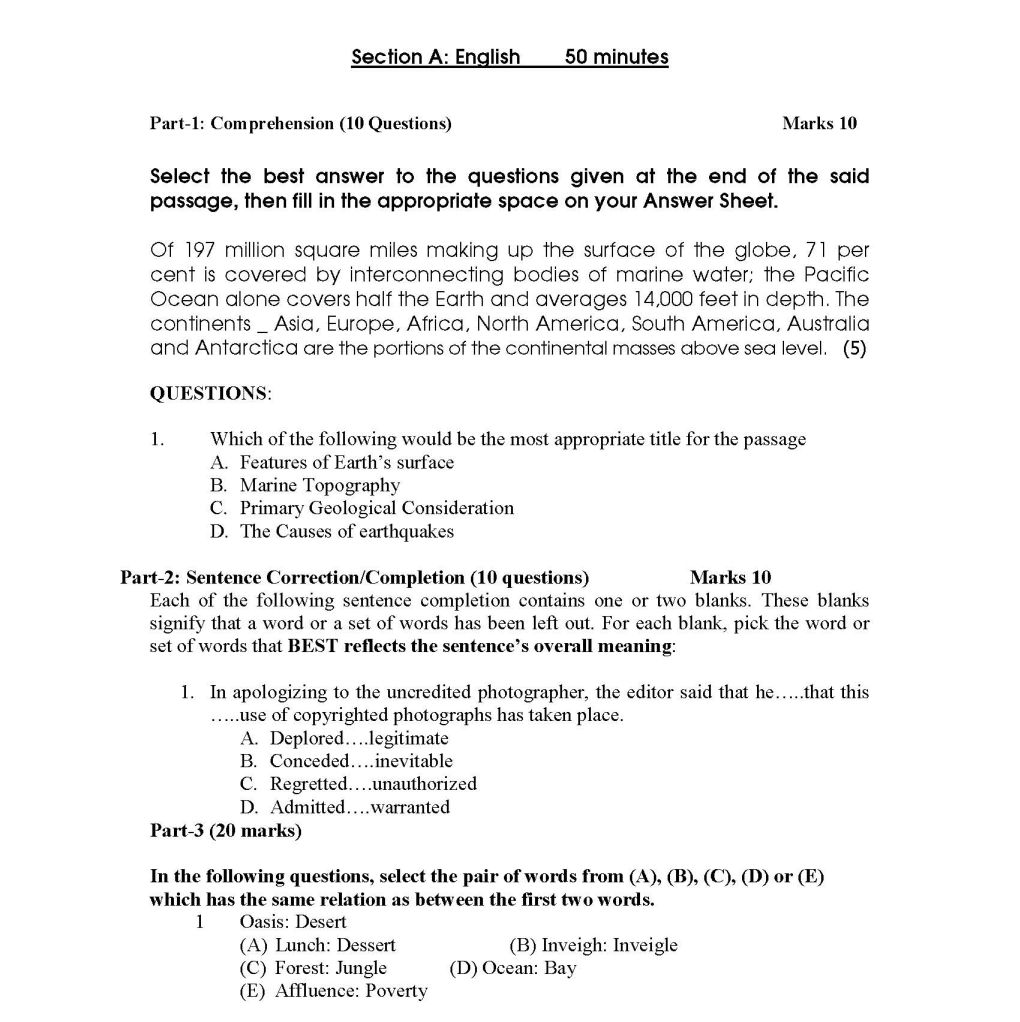 Section A: English 50 minutes
Part-1: Comprehension (10 Questions) Marks 10
Select the best answer to the questions given at the end of the said
passage, then fill in the appropriate space on your Answer Sheet.
Of 197 million square miles making up the surface of the globe, 71 per
cent is covered by interconnecting bodies of marine water; the Pacific
Ocean alone covers half the Earth and averages 14,000 feet in depth. The
continents _ Asia, Europe, Africa, North America, South America, Australia
and Antarctica are the portions of the continental masses above sea level. (5)
QUESTIONS:
1. Which of the following would be the most appropriate title for the passage
A. Features of Earth's surface
B. Marine Topography
C. Primary Geological Consideration
D. The Causes of earthquakes
Part-2: Sentence Correction/Completion (10 questions) Marks 10
Each of the following sentence completion contains one or two blanks. These blanks
signify that a word or a set of words has been left out. For each blank, pick the word or
set of words that BEST reflects the sentence's overall meaning:
1. In apologizing to the uncredited photographer, the editor said that he…..that this
…..use of copyrighted photographs has taken place.
A. Deplored….legitimate
B. Conceded….inevitable
C. Regretted….unauthorized
D. Admitted….warranted
Part-3 (20 marks)
In the following questions, select the pair of words from (A), (B), (C), (D) or (E)
which has the same relation as between the first two words.
1 Oasis: Desert
(A) Lunch: Dessert (B) Inveigh: Inveigle
(C) Forest: Jungle (D) Ocean: Bay
(E) Affluence: Poverty